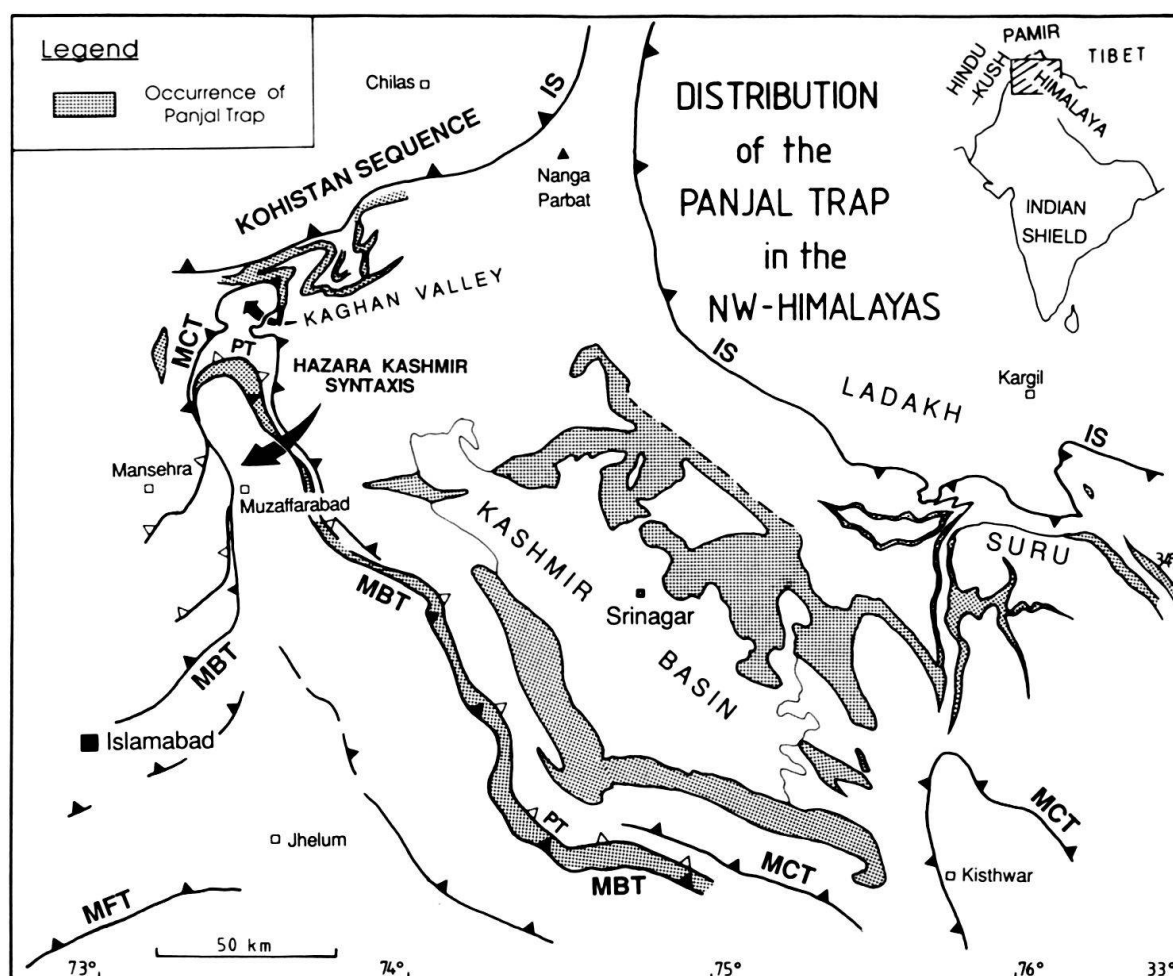 Legend
Occurrence of
Panjal Trap
Chilas
IS
KOHISTAN SEQUENCE
Nanga
Parbat
DISTRIBUTION
of the
PANJAL TRAP
in the
NW-HIMALAYAS
PAMIR
HINDU
-KUSH
TIBET
HIMALAYA
INDIAN
SHIELD
KAGHAN VALLEY
MCT
PT
HAZARA KASHMIR
SYNTAXIS
IS
LADAKH
Kargil
IS
Mansehra
Muzaffarabad
KASHMIR
BASIN
Srinagar
SURU
34°
MBT
MBT
Islamabad
PT
Jhelum
MBT
MCT
MCT
Kisthwar
MFT
50 km
73°
74°
75°
76°
33°